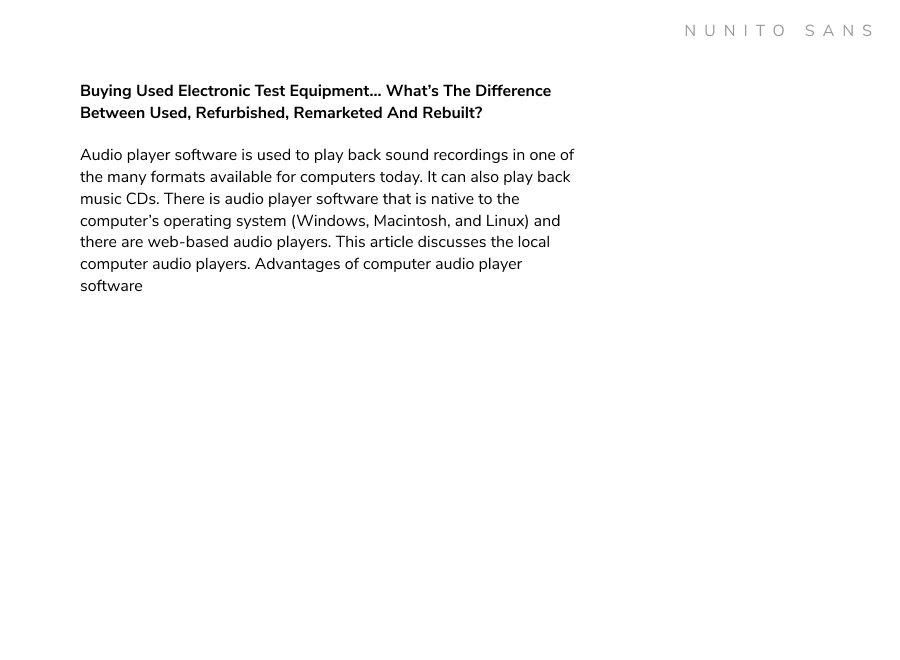 NUNITO SANS
Buying Used Electronic Test Equipment… What’s The Difference
Between Used, Refurbished, Remarketed And Rebuilt?
Audio player software is used to play back sound recordings in one of
the many formats available for computers today. It can also play back
music CDs. There is audio player software that is native to the
computer’s operating system (Windows, Macintosh, and Linux) and
there are web-based audio players. This article discusses the local
computer audio players. Advantages of computer audio player
software